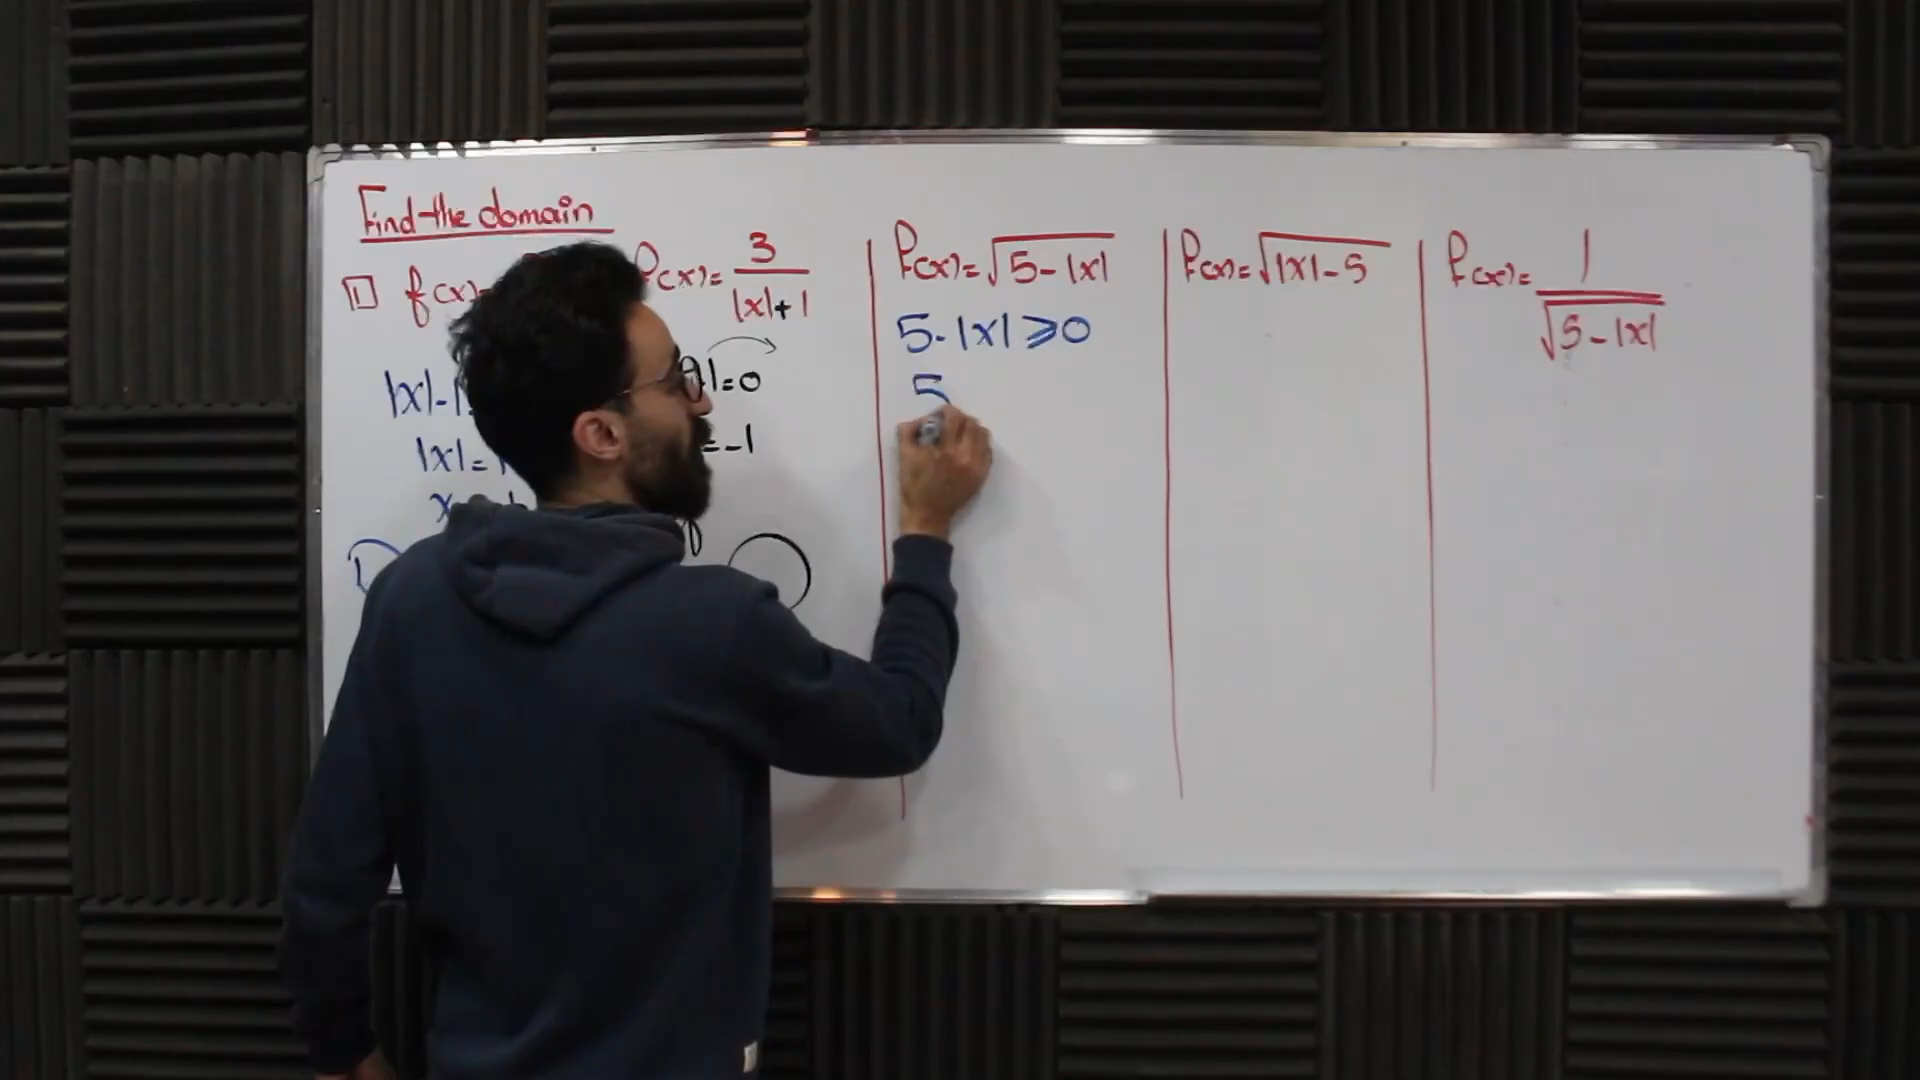 Find the domain
1 f(x)
|x|-1
|x|=
x
f(x)= 3/(|x|+1)
|=0
=-1
f(x)=√(5-|x|)
5-|x|⩾0
5
f(x)=√(|x|-5)
f(x)= 1/√(5-|x|)